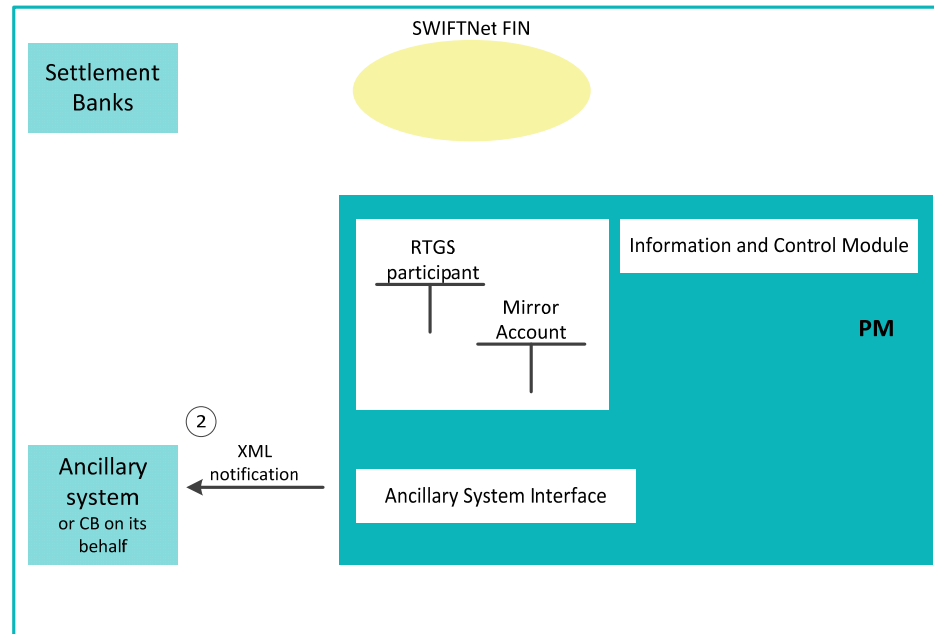 SWIFTNet FIN
Settlement
Banks
RTGS
participant
Mirror
Account
Information and Control Module
PM
2
XML
notification
Ancillary
system
or CB on its
behalf
Ancillary System Interface